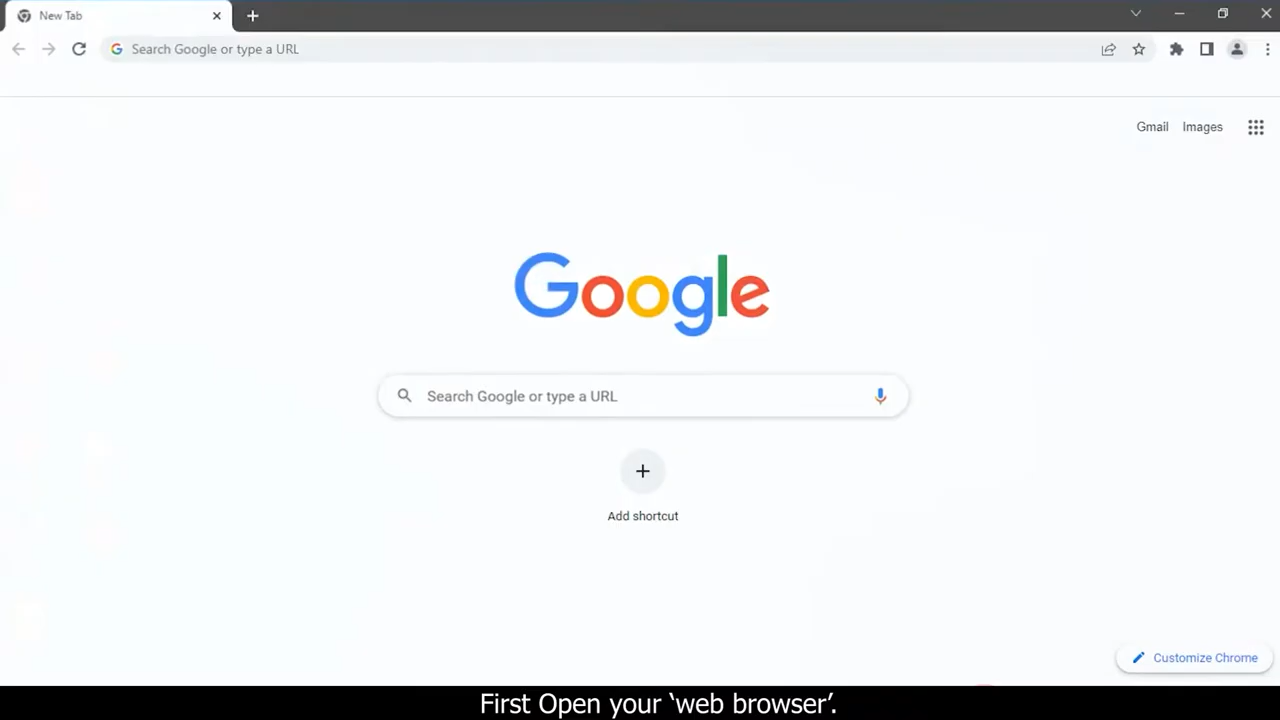 New Tab
Search Google or type a URL
Gmail Images
Google
Search Google or type a URL
Add shortcut
Customize Chrome
First Open your ‘web browser’.